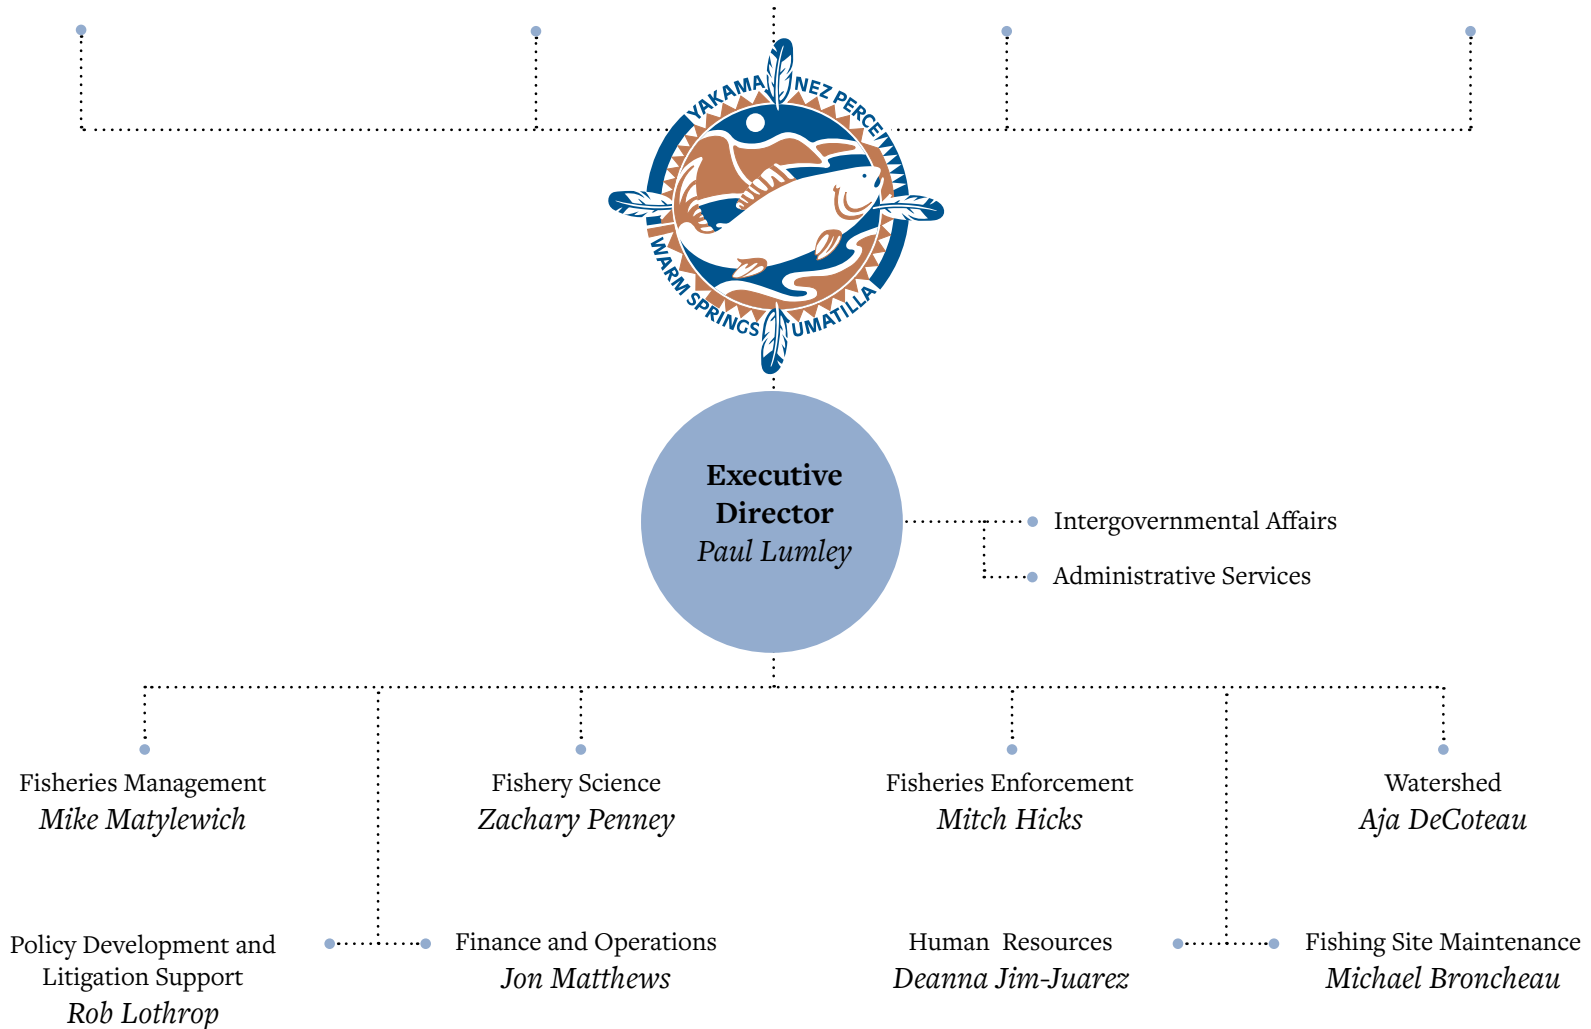 YAKAMA
NEZ PERCE
WARM SPRINGS
UMATILLA
Executive
Director
Paul Lumley
Intergovernmental Affairs
Administrative Services
Fisheries Management
Mike Matylewich
Fishery Science
Zachary Penney
Fisheries Enforcement
Mitch Hicks
Watershed
Aja DeCoteau
Policy Development and
Litigation Support
Rob Lothrop
Finance and Operations
Jon Matthews
Human Resources
Deanna Jim-Juarez
Fishing Site Maintenance
Michael Broncheau